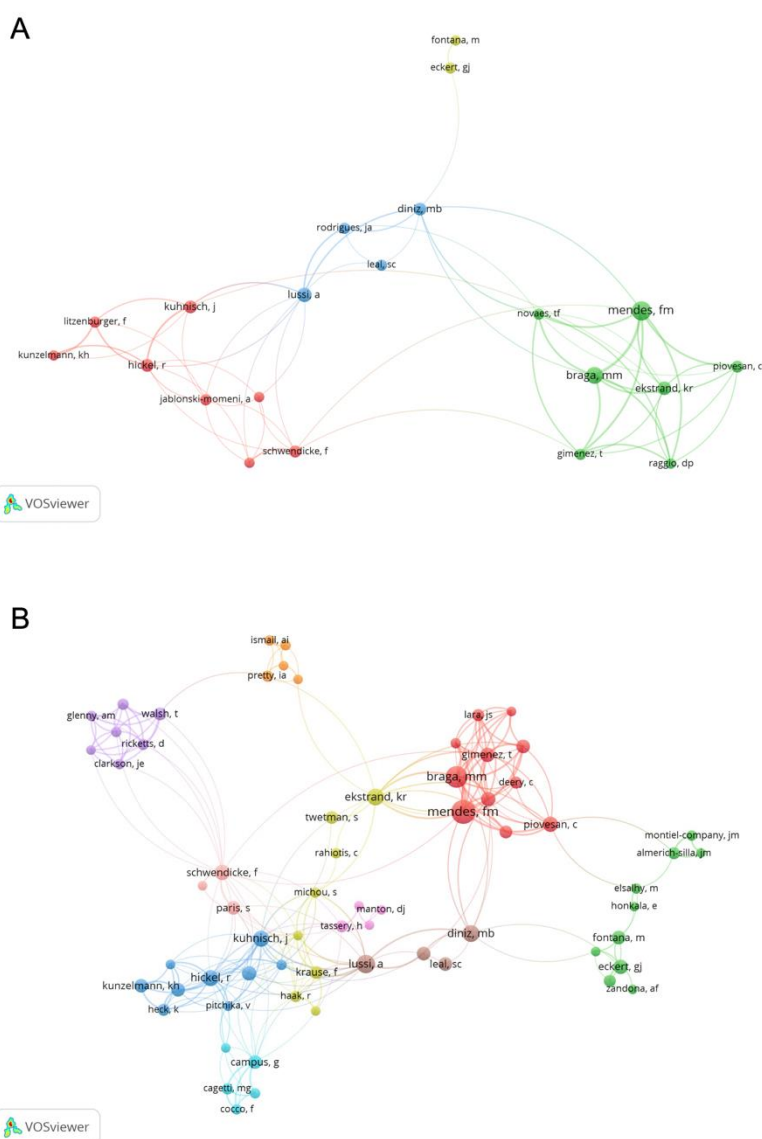 A
fontana, m
eckert, gj
diniz, mb
rodrigues, ja
leal, sc
lussi, a
kuhnisch, j
litzenburger, f
kunzelmann, kh
hickel, r
jablonski-momeni, a
schwendicke, f
novaes, tf
mendes, fm
braga, mm
piovesan, c
ekstrand, kr
gimenez, t
raggio, dp
VOSviewer
B
ismail, ai
pretty, ia
glenny, am
walsh, t
ricketts, d
clarkson, je
lara, js
gimenez, t
braga, mm
deery, c
ekstrand, kr
mendes, fm
twetman, s
piovesan, c
montiel-company, jm
almerich-silla, jm
rahiotis, c
schwendicke, f
elsalhy, m
michou, s
honkala, e
paris, s
manton, dj
tassery, h
kuhnisch, j
diniz, mb
fontana, m
lussi, a
leal, sc
eckert, gj
hickel, r
krause, f
kunzelmann, kh
zandona, af
haak, r
heck, k
pitchika, v
campus, g
cagetti, mg
cocco, f
VOSviewer